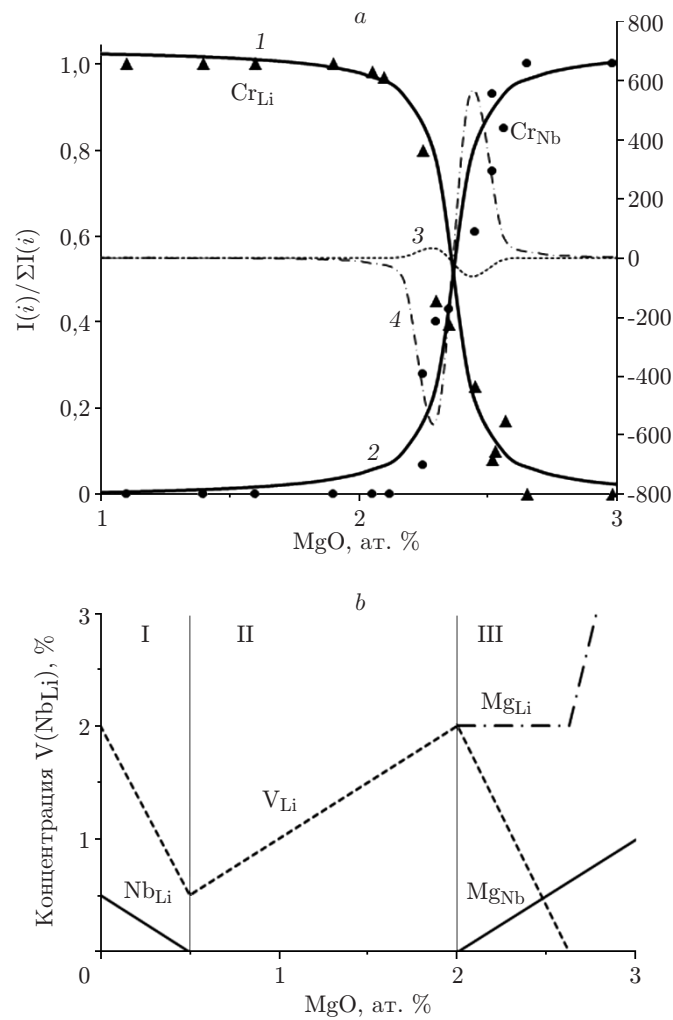 a
800
1
1,0
600
Cr_Li
Cr_Nb
0,8
400
200
I(i)/ΣI(i)
0,6
3
0
0,4
4
-200
-400
0,2
2
-600
0
-800
1
2
3
MgO, ат. %
b
3
I
II
III
Концентрация V(Nb_Li), %
Mg_Li
2
V_Li
1
Nb_Li
Mg_Nb
0
1
2
3
MgO, ат. %